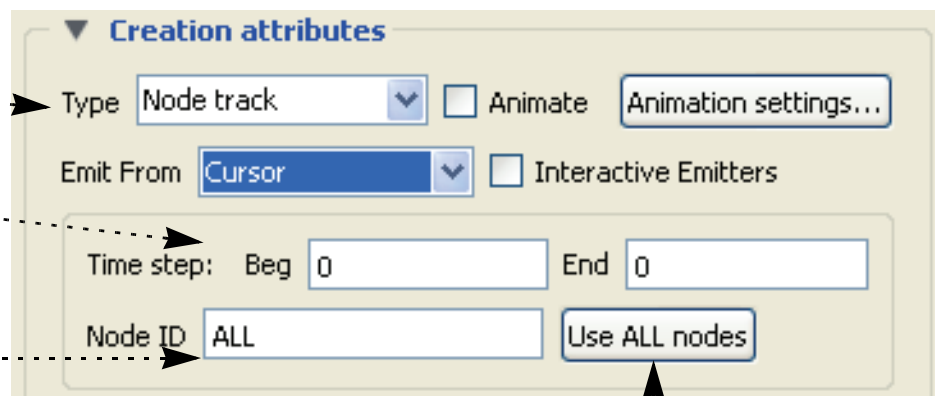 Creation attributes
Type Node track Animate Animation settings...
Emit From Cursor Interactive Emitters
Time step: Beg 0 End 0
Node ID ALL Use ALL nodes